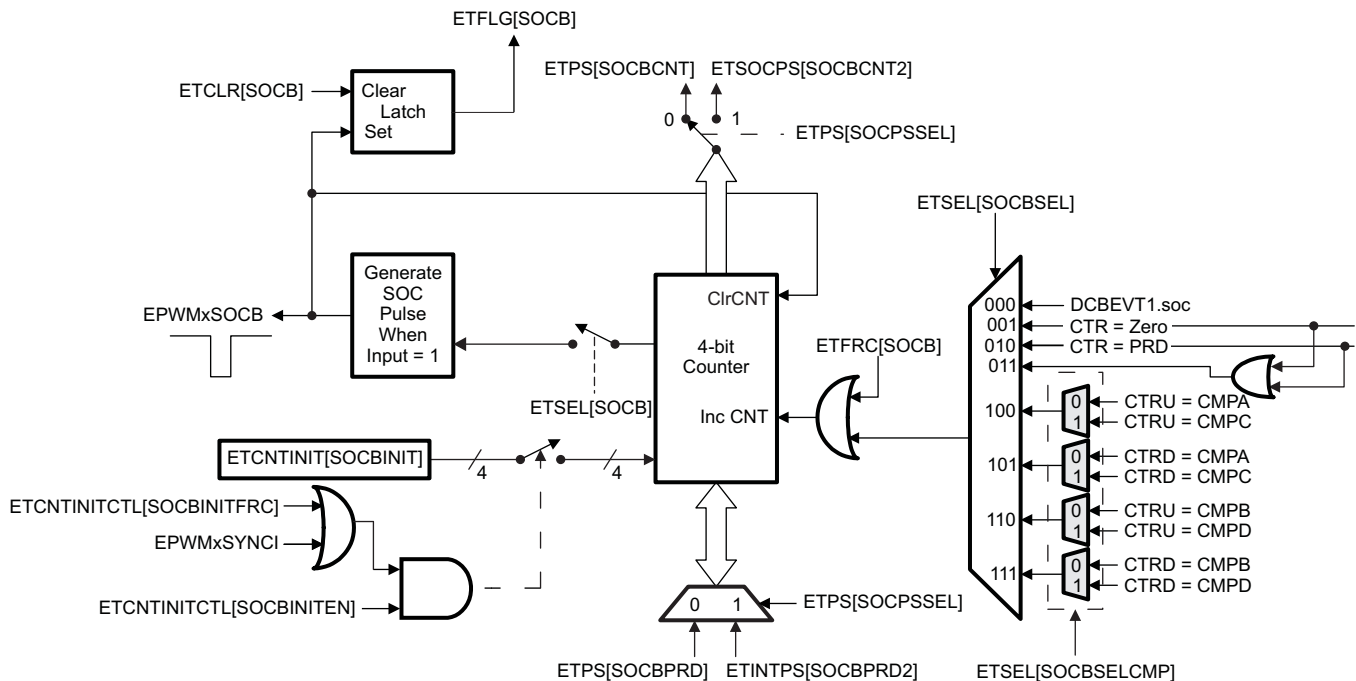 ETFLG[SOCB]
ETPS[SOCBCNT]
ETSOCPS[SOCBCNT2]
ETCLR[SOCB]
Clear
Latch
Set
0
1
ETPS[SOCPSSEL]
ETSEL[SOCBSEL]
Generate
SOC
Pulse
When
Input = 1
EPWMxSOCB
ClrCNT
4-bit
Counter
Inc CNT
ETSEL[SOCB]
ETFRC[SOCB]
000
DCBEVT1.soc
001
CTR = Zero
010
CTR = PRD
011
100
0
CTRU = CMPA
1
CTRU = CMPC
101
0
CTRD = CMPA
1
CTRD = CMPC
110
0
CTRU = CMPB
1
CTRU = CMPD
111
0
CTRD = CMPB
1
CTRD = CMPD
ETSEL[SOCBSELCMP]
ETCNTINIT[SOCBINIT]
4
4
ETCNTINITCTL[SOCBINITFRC]
EPWMxSYNCI
ETCNTINITCTL[SOCBINITEN]
0
1
ETPS[SOCPSSEL]
ETPS[SOCBPRD]
ETINTPS[SOCBPRD2]